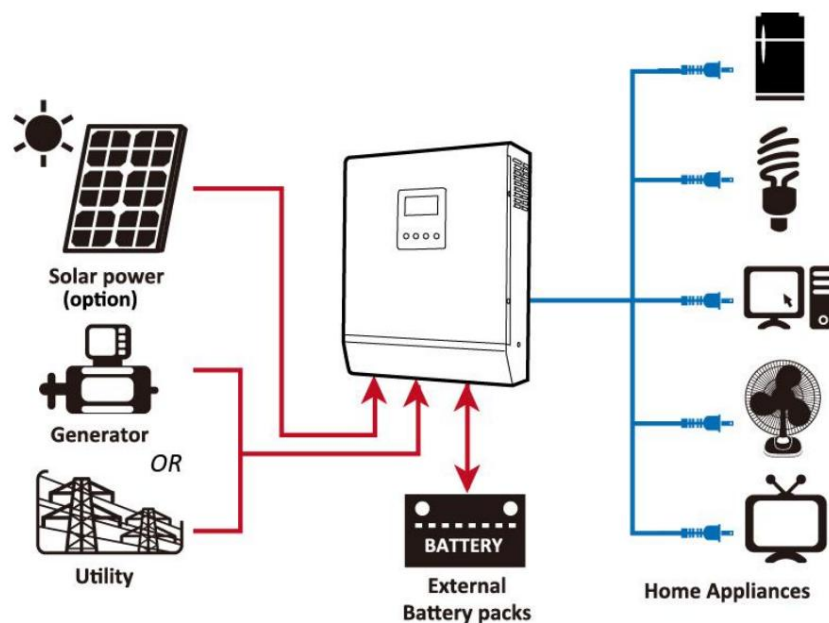 Solar power
(option)
Generator
OR
Utility
BATTERY
External
Battery packs
Home Appliances